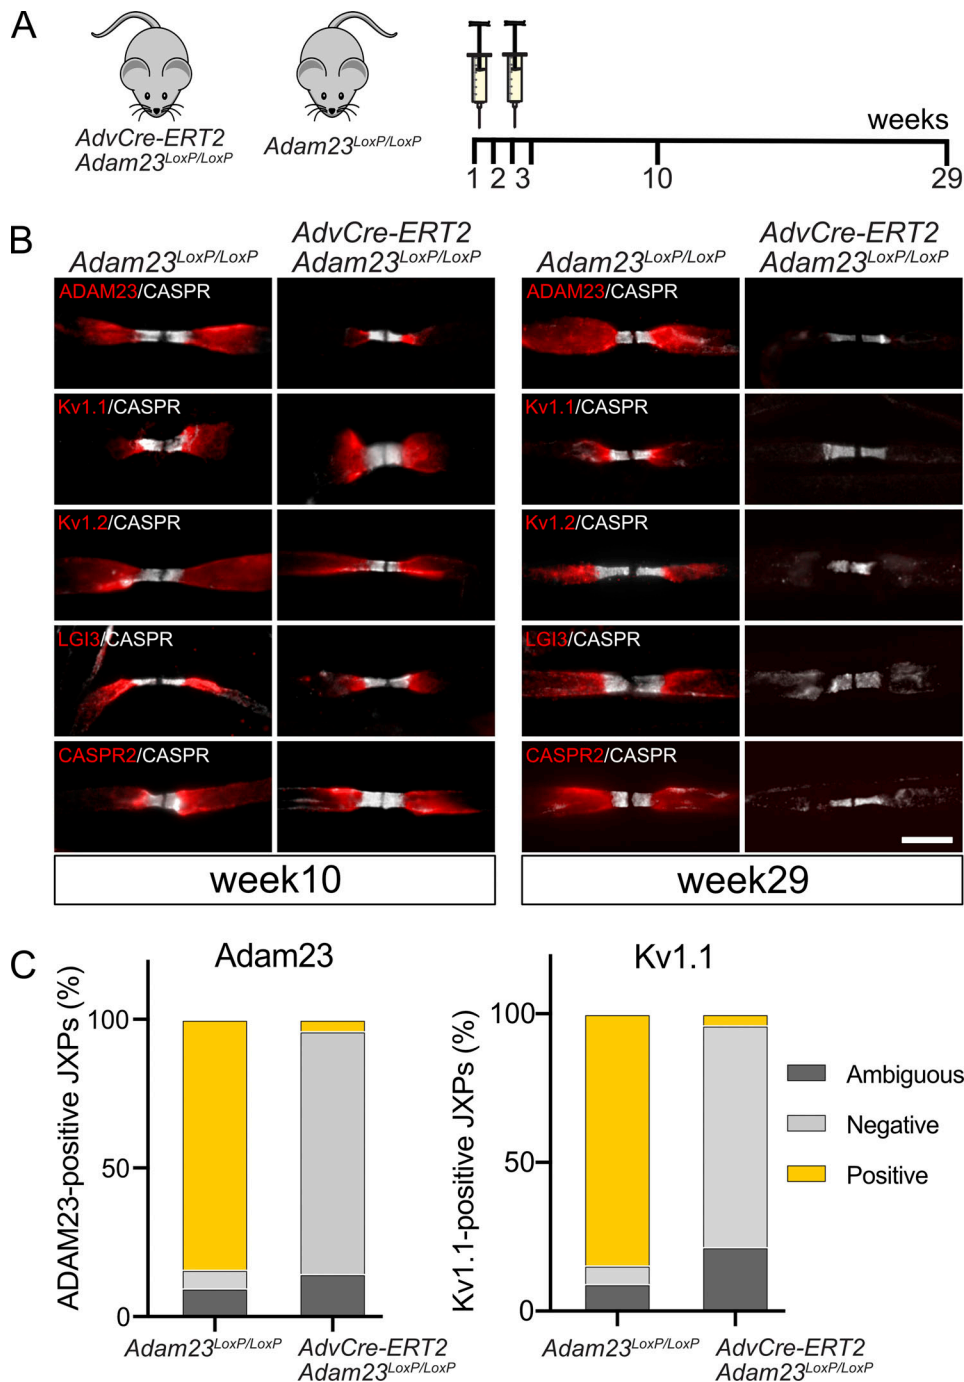 A
AdvCre-ERT2
Adam23LoxP/LoxP
Adam23LoxP/LoxP
weeks
1 2 3 10 29
B
Adam23LoxP/LoxP
AdvCre-ERT2
Adam23LoxP/LoxP
Adam23LoxP/LoxP
AdvCre-ERT2
Adam23LoxP/LoxP
ADAM23/CASPR
ADAM23/CASPR
Kv1.1/CASPR
Kv1.1/CASPR
Kv1.2/CASPR
Kv1.2/CASPR
LGI3/CASPR
LGI3/CASPR
CASPR2/CASPR
CASPR2/CASPR
week10
week29
C
Adam23
ADAM23-positive JXPs (%)
100
50
0
Adam23LoxP/LoxP
AdvCre-ERT2
Adam23LoxP/LoxP
Kv1.1
Kv1.1-positive JXPs (%)
100
50
0
Adam23LoxP/LoxP
AdvCre-ERT2
Adam23LoxP/LoxP
Ambiguous
Negative
Positive